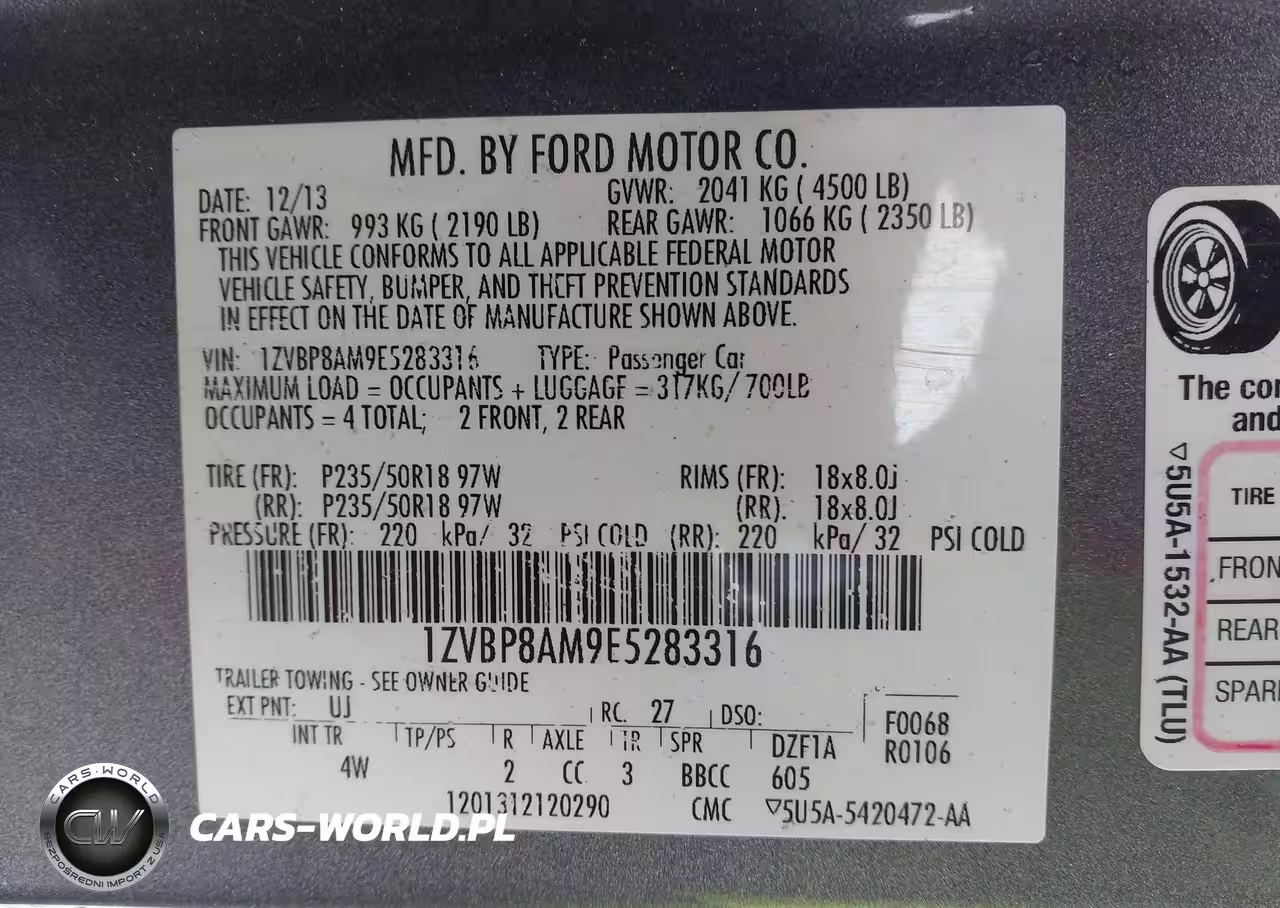 MFD. BY FORD MOTOR CO.
DATE: 12/13 GVWR: 2041 KG ( 4500 LB)
FRONT GAWR: 993 KG ( 2190 LB) REAR GAWR: 1066 KG ( 2350 LB)
THIS VEHICLE CONFORMS TO ALL APPLICABLE FEDERAL MOTOR
VEHICLE SAFETY, BUMPER, AND THEFT PREVENTION STANDARDS
IN EFFECT ON THE DATE OF MANUFACTURE SHOWN ABOVE.
VIN: 1ZVBP8AM9E5283316 TYPE: Passenger Car
MAXIMUM LOAD = OCCUPANTS + LUGGAGE = 317KG/ 700LB
OCCUPANTS = 4 TOTAL; 2 FRONT, 2 REAR
TIRE (FR): P235/50R18 97W RIMS (FR): 18x8.0j
(RR): P235/50R18 97W (RR): 18x8.0J
PRESSURE (FR): 220 kPa/ 32 PSI COLD (RR): 220 kPa/ 32 PSI COLD
1ZVBP8AM9E5283316
TRAILER TOWING - SEE OWNER GUIDE
EXT PNT: UJ RC. 27 DSO: F0068
INT TR TP/PS R AXLE TR SPR DZF1A R0106
4W 2 CC 3 BBCC 605
1201312120290 CMC ▽5U5A-5420472-AA
The
and
▽5U5A-1532-AA (TLU)
TIRE
REAR
CARS-WORLD
CW
BEZPOŚREDNI IMPORT Z USA
CARS-WORLD.PL